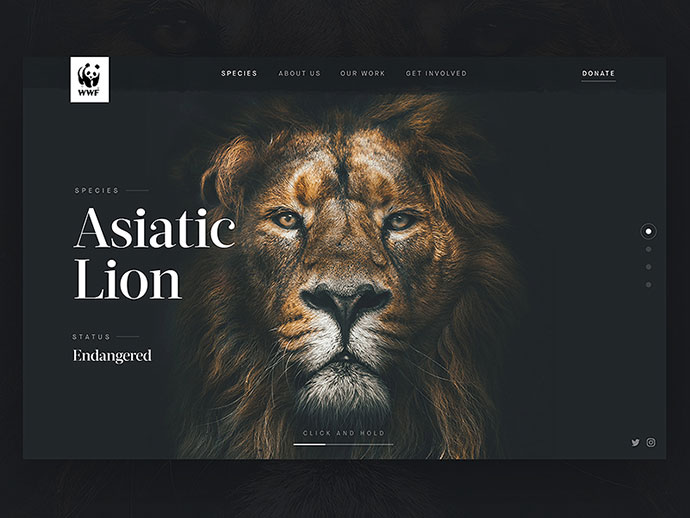 WWF
SPECIES ABOUT US OUR WORK GET INVOLVED DONATE
SPECIES
Asiatic
Lion
STATUS
Endangered
CLICK AND HOLD